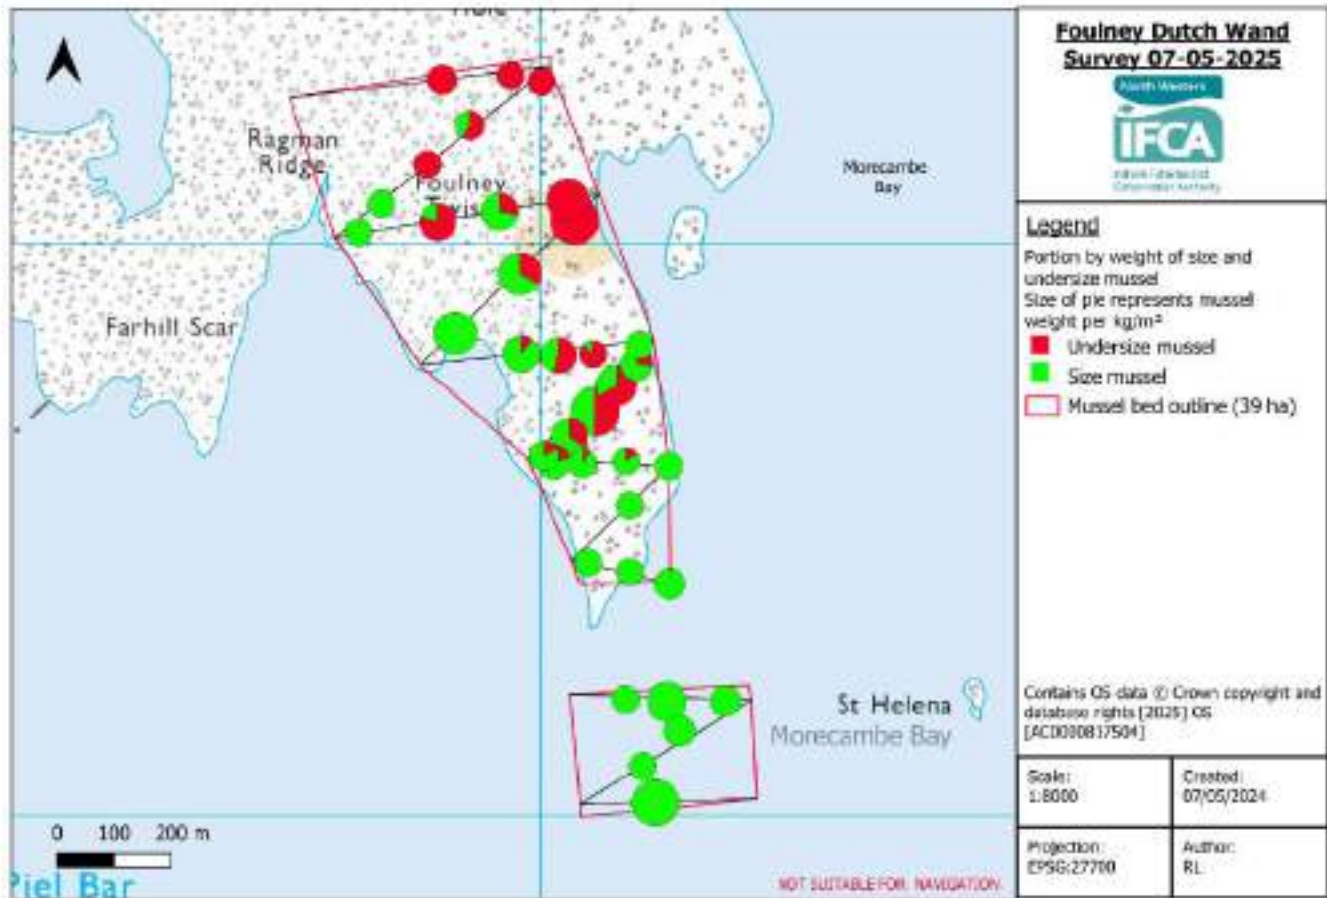 Foulney Dutch Wand
Survey 07-05-2025
North Western
IFCA
Legend
Portion by weight of size and
undersize mussel
Size of pie represents mussel
weight per kg/m²
Undersize mussel
Size mussel
Mussel bed outline (39 ha)
Contains OS data © Crown copyright and
database rights [2025] OS
Scale:
1:8000
Created:
07/05/2024
Projection:
EPSG:27700
Author:
RL
Ragman
Ridge
Foulney
Farhill Scar
Morecambe
Bay
St Helena
Morecambe Bay
0 100 200 m
Piel Bar
NOT SUITABLE FOR NAVIGATION